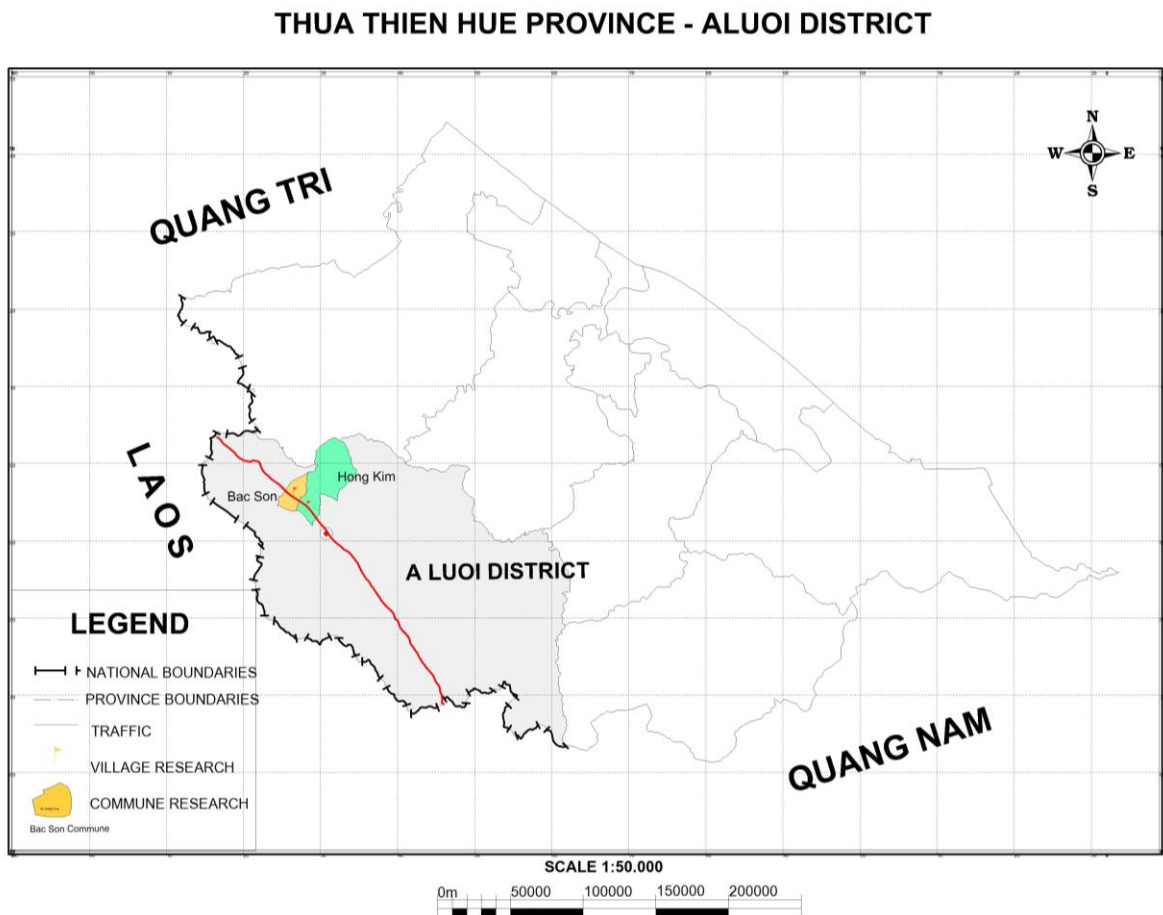 THUA THIEN HUE PROVINCE - ALUOI DISTRICT
N
W E
S
QUANG TRI
LAOS
Hong Kim
Bac Son
A LUOI DISTRICT
QUANG NAM
LEGEND
NATIONAL BOUNDARIES
PROVINCE BOUNDARIES
TRAFFIC
VILLAGE RESEARCH
COMMUNE RESEARCH
Bac Son Commune
SCALE 1:50.000
0m 50000 100000 150000 200000